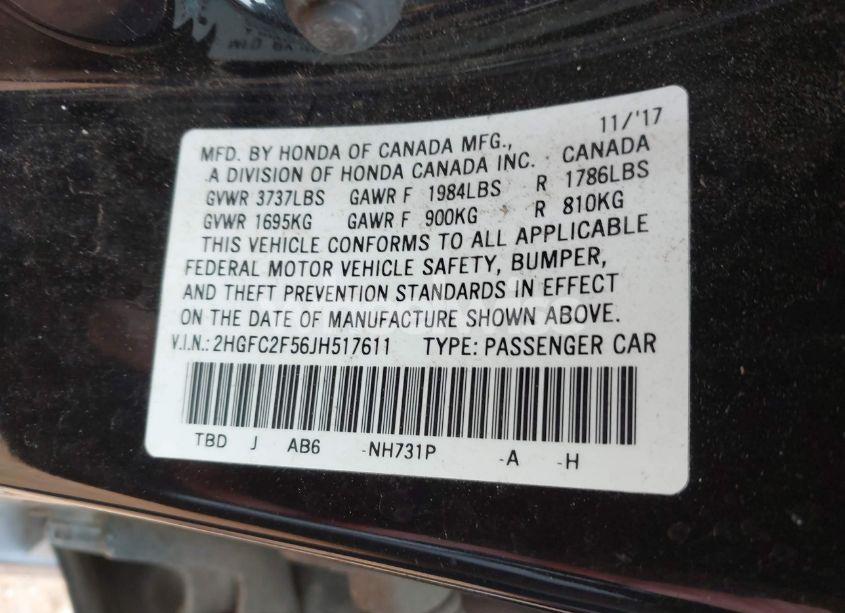 11/'17
MFD. BY HONDA OF CANADA MFG.,
A DIVISION OF HONDA CANADA INC. CANADA
GVWR 3737LBS GAWR F 1984LBS R 1786LBS
GVWR 1695KG GAWR F 900KG R 810KG
THIS VEHICLE CONFORMS TO ALL APPLICABLE
FEDERAL MOTOR VEHICLE SAFETY, BUMPER,
AND THEFT PREVENTION STANDARDS IN EFFECT
ON THE DATE OF MANUFACTURE SHOWN ABOVE.
V.I.N.: 2HGFC2F56JH517611 TYPE: PASSENGER CAR
TBD J AB6 -NH731P -A -H